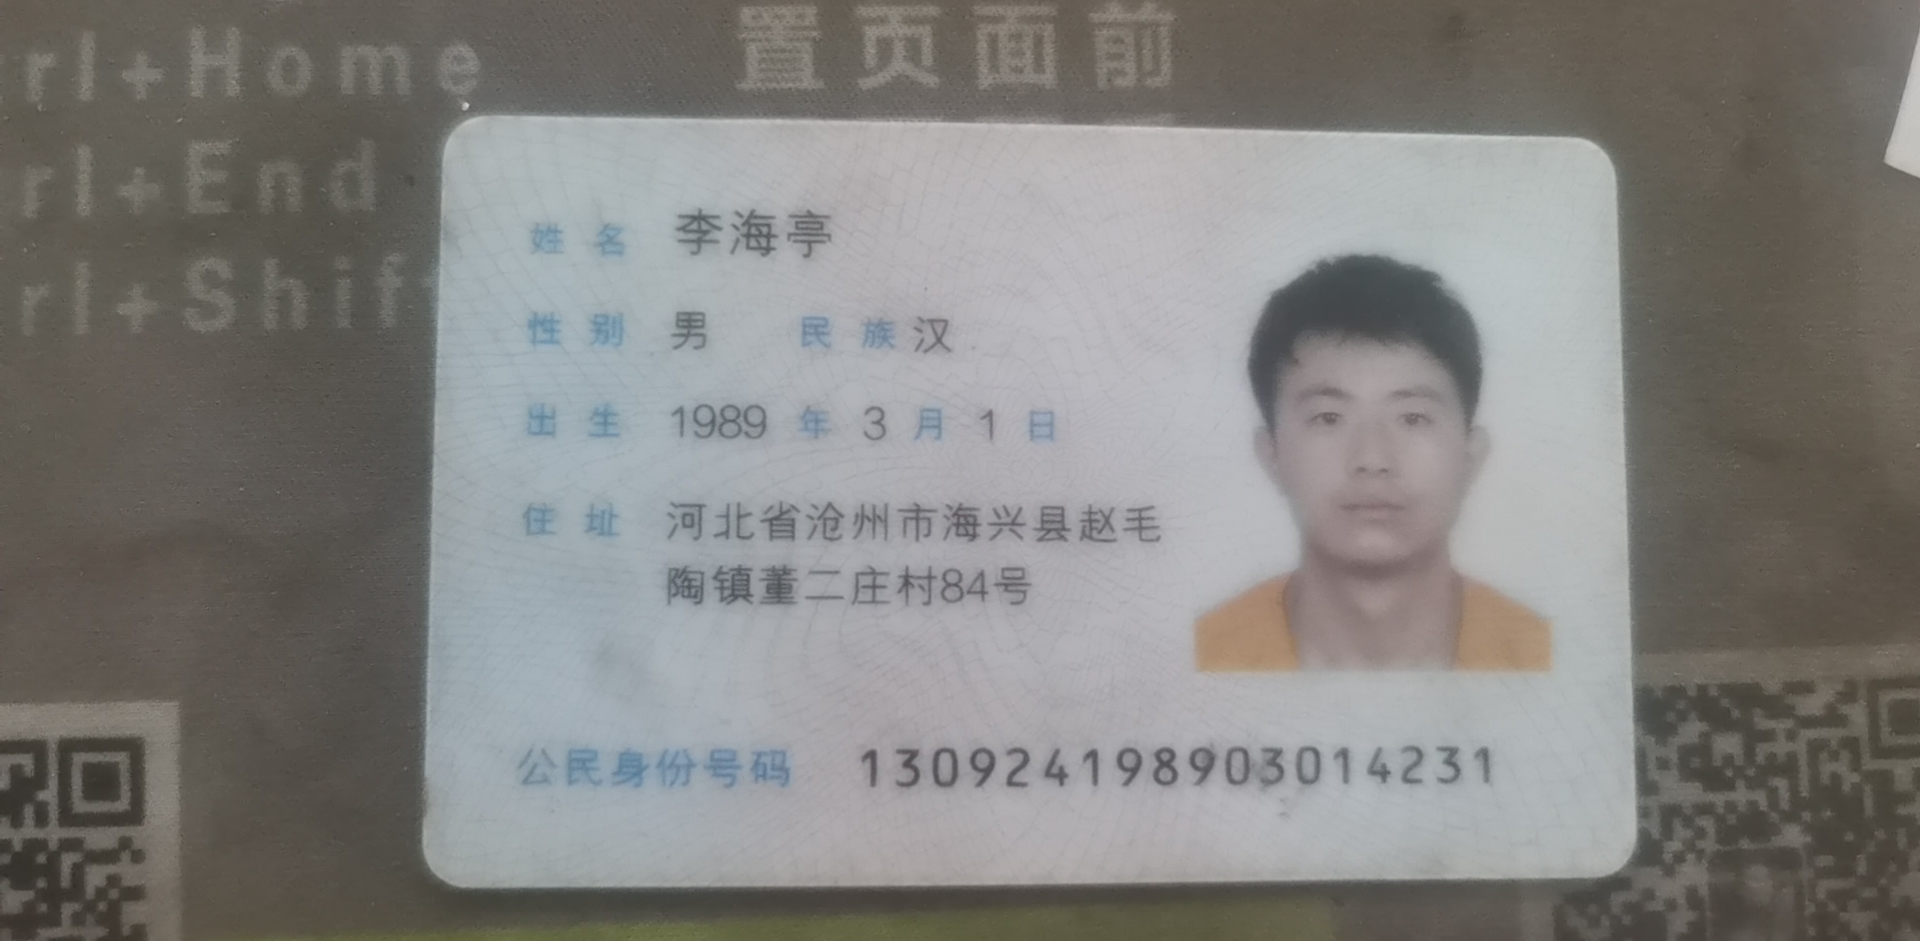 rl+Home
置页面前
rl+End
rl+Shif
姓名 李海亭
性别 男 民族 汉
出生 1989 年 3 月 1 日
住址 河北省沧州市海兴县赵毛
陶镇董二庄村84号
公民身份号码 130924198903014231